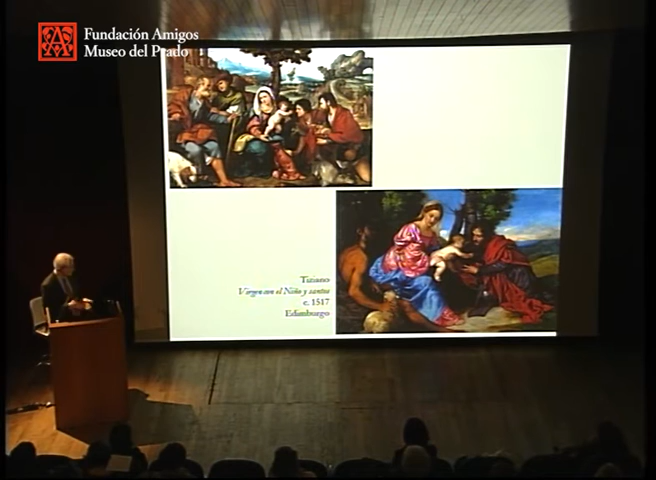 Fundación Amigos
Museo del Prado
Tiziano
Virgen con el Niño y santos
c. 1517
Edimburgo